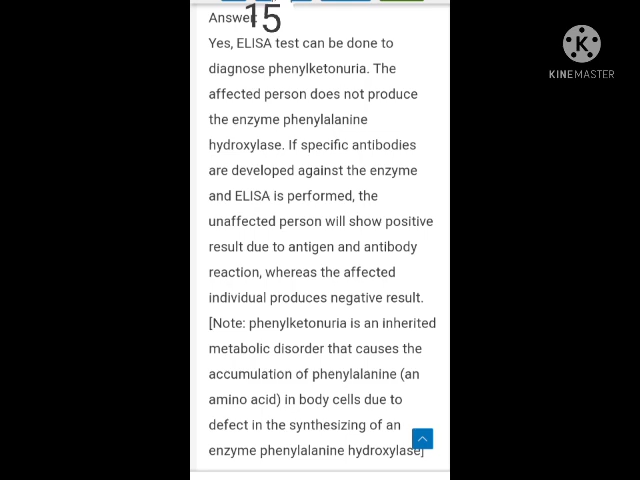 Answer:
15
Yes, ELISA test can be done to
diagnose phenylketonuria. The
affected person does not produce
the enzyme phenylalanine
hydroxylase. If specific antibodies
are developed against the enzyme
and ELISA is performed, the
unaffected person will show positive
result due to antigen and antibody
reaction, whereas the affected
individual produces negative result.
[Note: phenylketonuria is an inherited
metabolic disorder that causes the
accumulation of phenylalanine (an
amino acid) in body cells due to
defect in the synthesizing of an
enzyme phenylalanine hydroxylase]
K
KINEMASTER